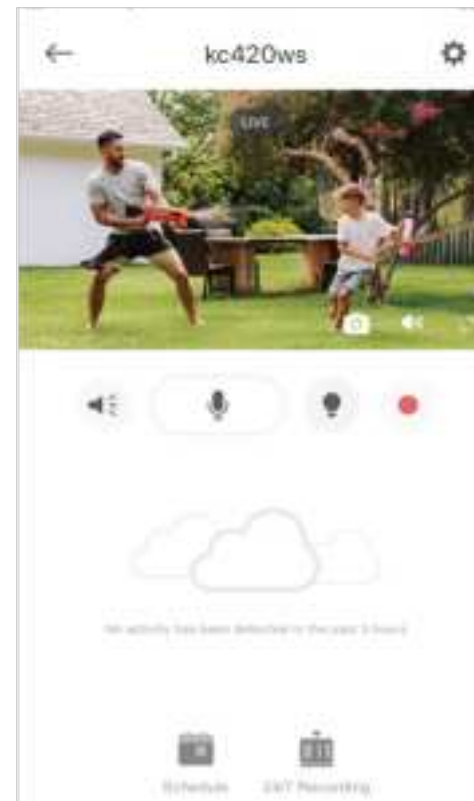 kc420ws
LIVE
No activity has been detected in the past 3 hours
Schedule
24/7 Recording